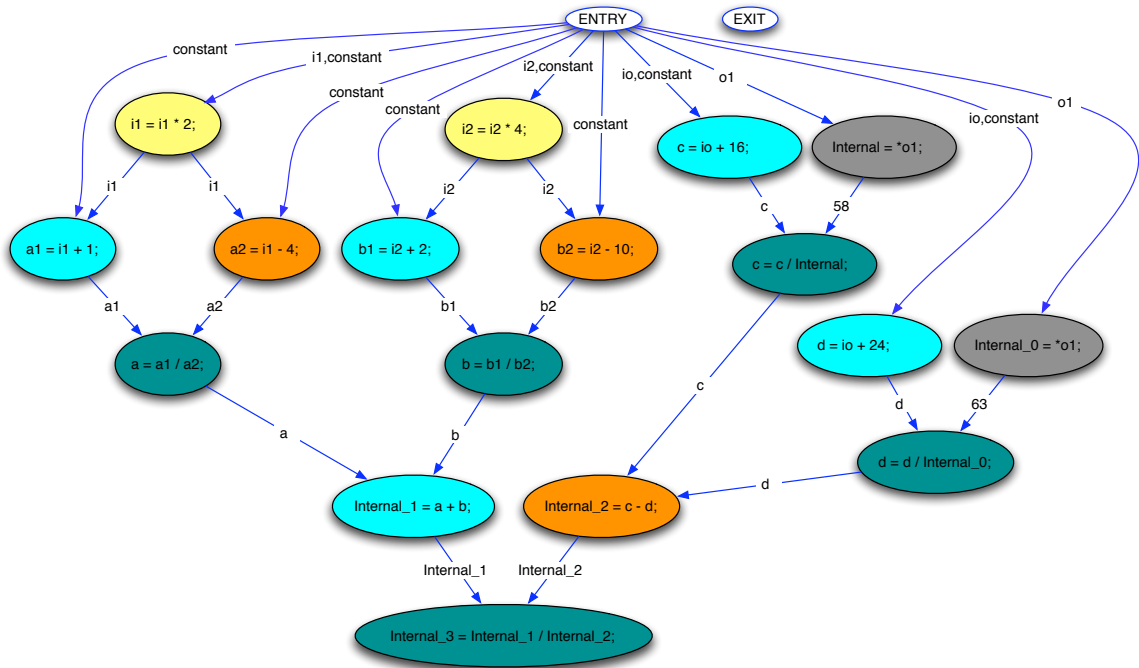 ENTRY
EXIT
constant
i1,constant
constant
constant
i2,constant
constant
io,constant
o1
io,constant
o1
i1 = i1 * 2;
i2 = i2 * 4;
c = io + 16;
Internal = *o1;
i1
i1
i2
i2
c
58
a1 = i1 + 1;
a2 = i1 - 4;
b1 = i2 + 2;
b2 = i2 - 10;
c = c / Internal;
a1
a2
b1
b2
d = io + 24;
Internal_0 = *o1;
a = a1 / a2;
b = b1 / b2;
c
d
63
a
b
d = d / Internal_0;
d
Internal_1 = a + b;
Internal_2 = c - d;
Internal_1
Internal_2
Internal_3 = Internal_1 / Internal_2;